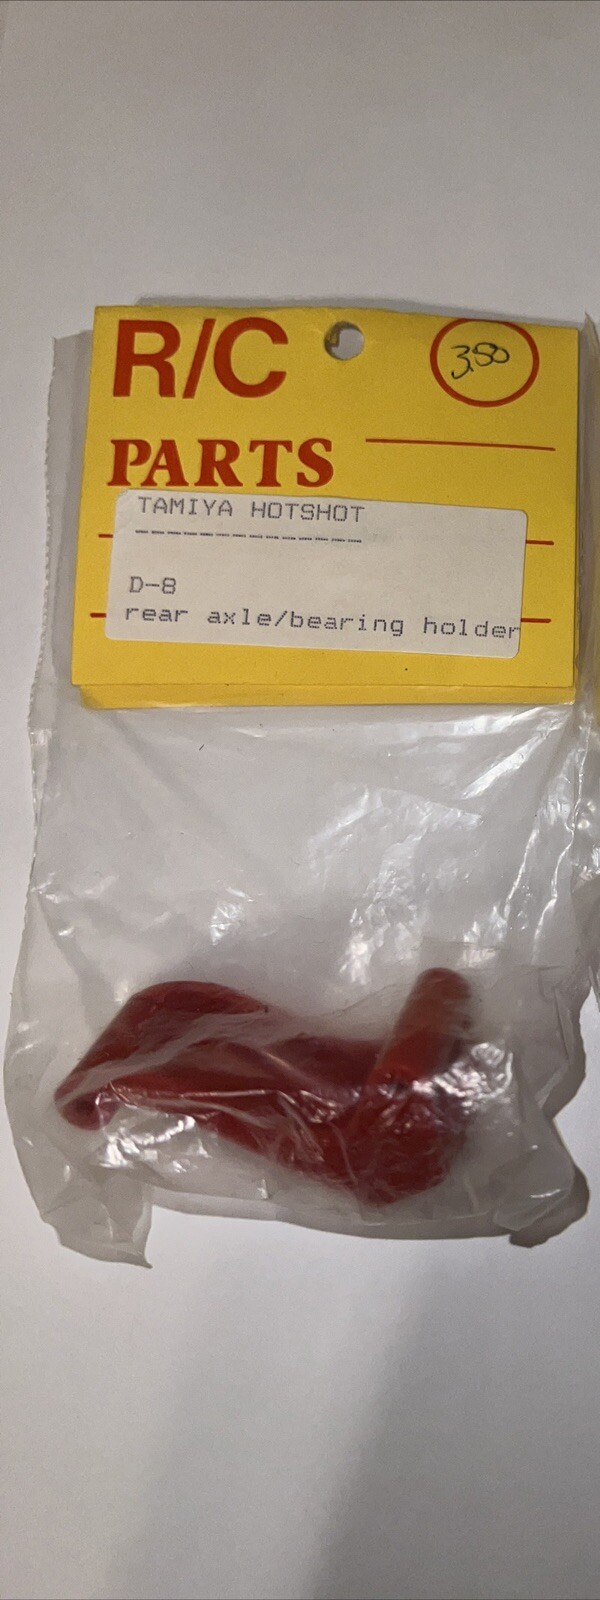 R/C
3.50
PARTS
TAMIYA HOTSHOT
D-8
rear axle/bearing holder